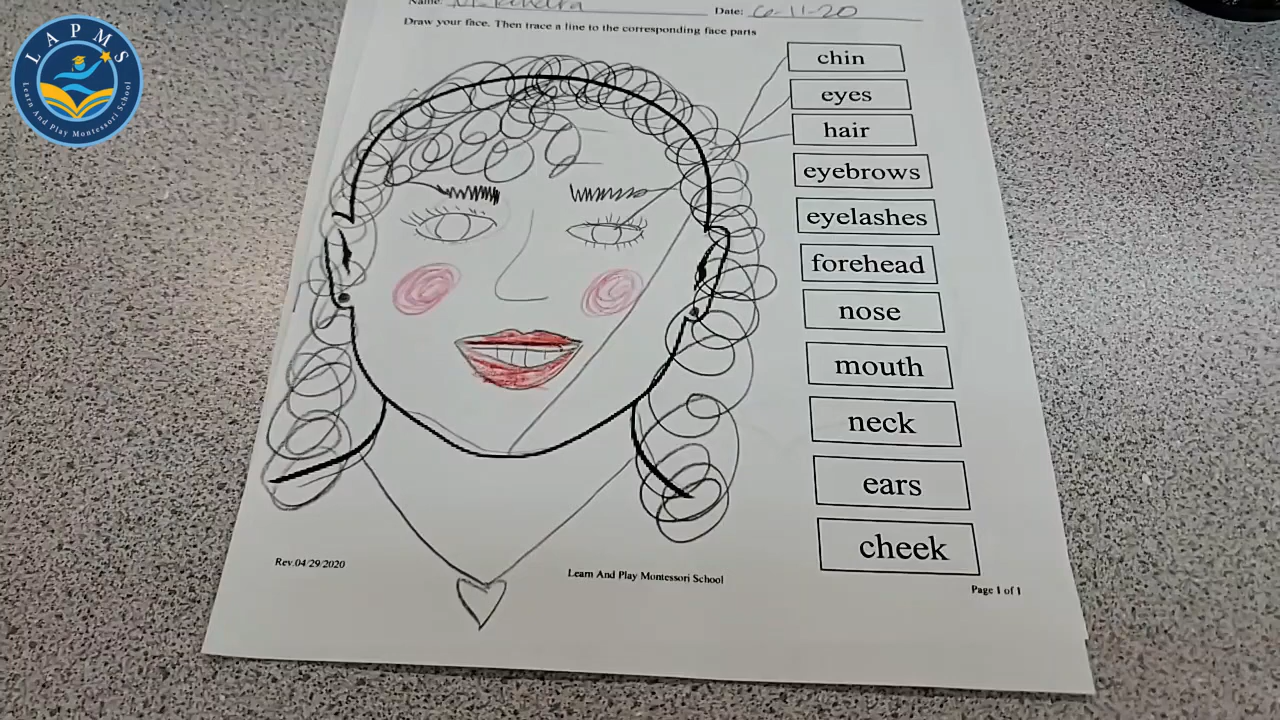 LAPMS
Learn And Play Montessori School
Name:
Date: 6-11-20
Draw your face. Then trace a line to the corresponding face parts
chin
eyes
hair
eyebrows
eyelashes
forehead
nose
mouth
neck
ears
cheek
Rev.04/29/2020
Learn And Play Montessori School
Page 1 of 1